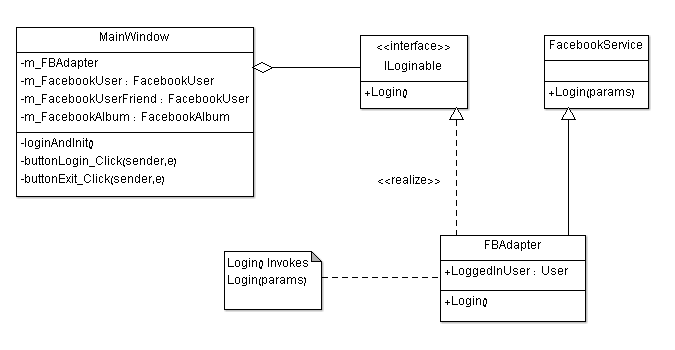 MainWindow
-m_FBAdapter
-m_FacebookUser : FacebookUser
-m_FacebookUserFriend : FacebookUser
-m_FacebookAlbum : FacebookAlbum
-loginAndInit()
-buttonLogin_Click(sender,e)
-buttonExit_Click(sender,e)
<<interface>>
ILoginable
+Login()
FacebookService
+Login(params)
<<realize>>
FBAdapter
+LoggedInUser : User
+Login()
Login() Invokes
Login(params)